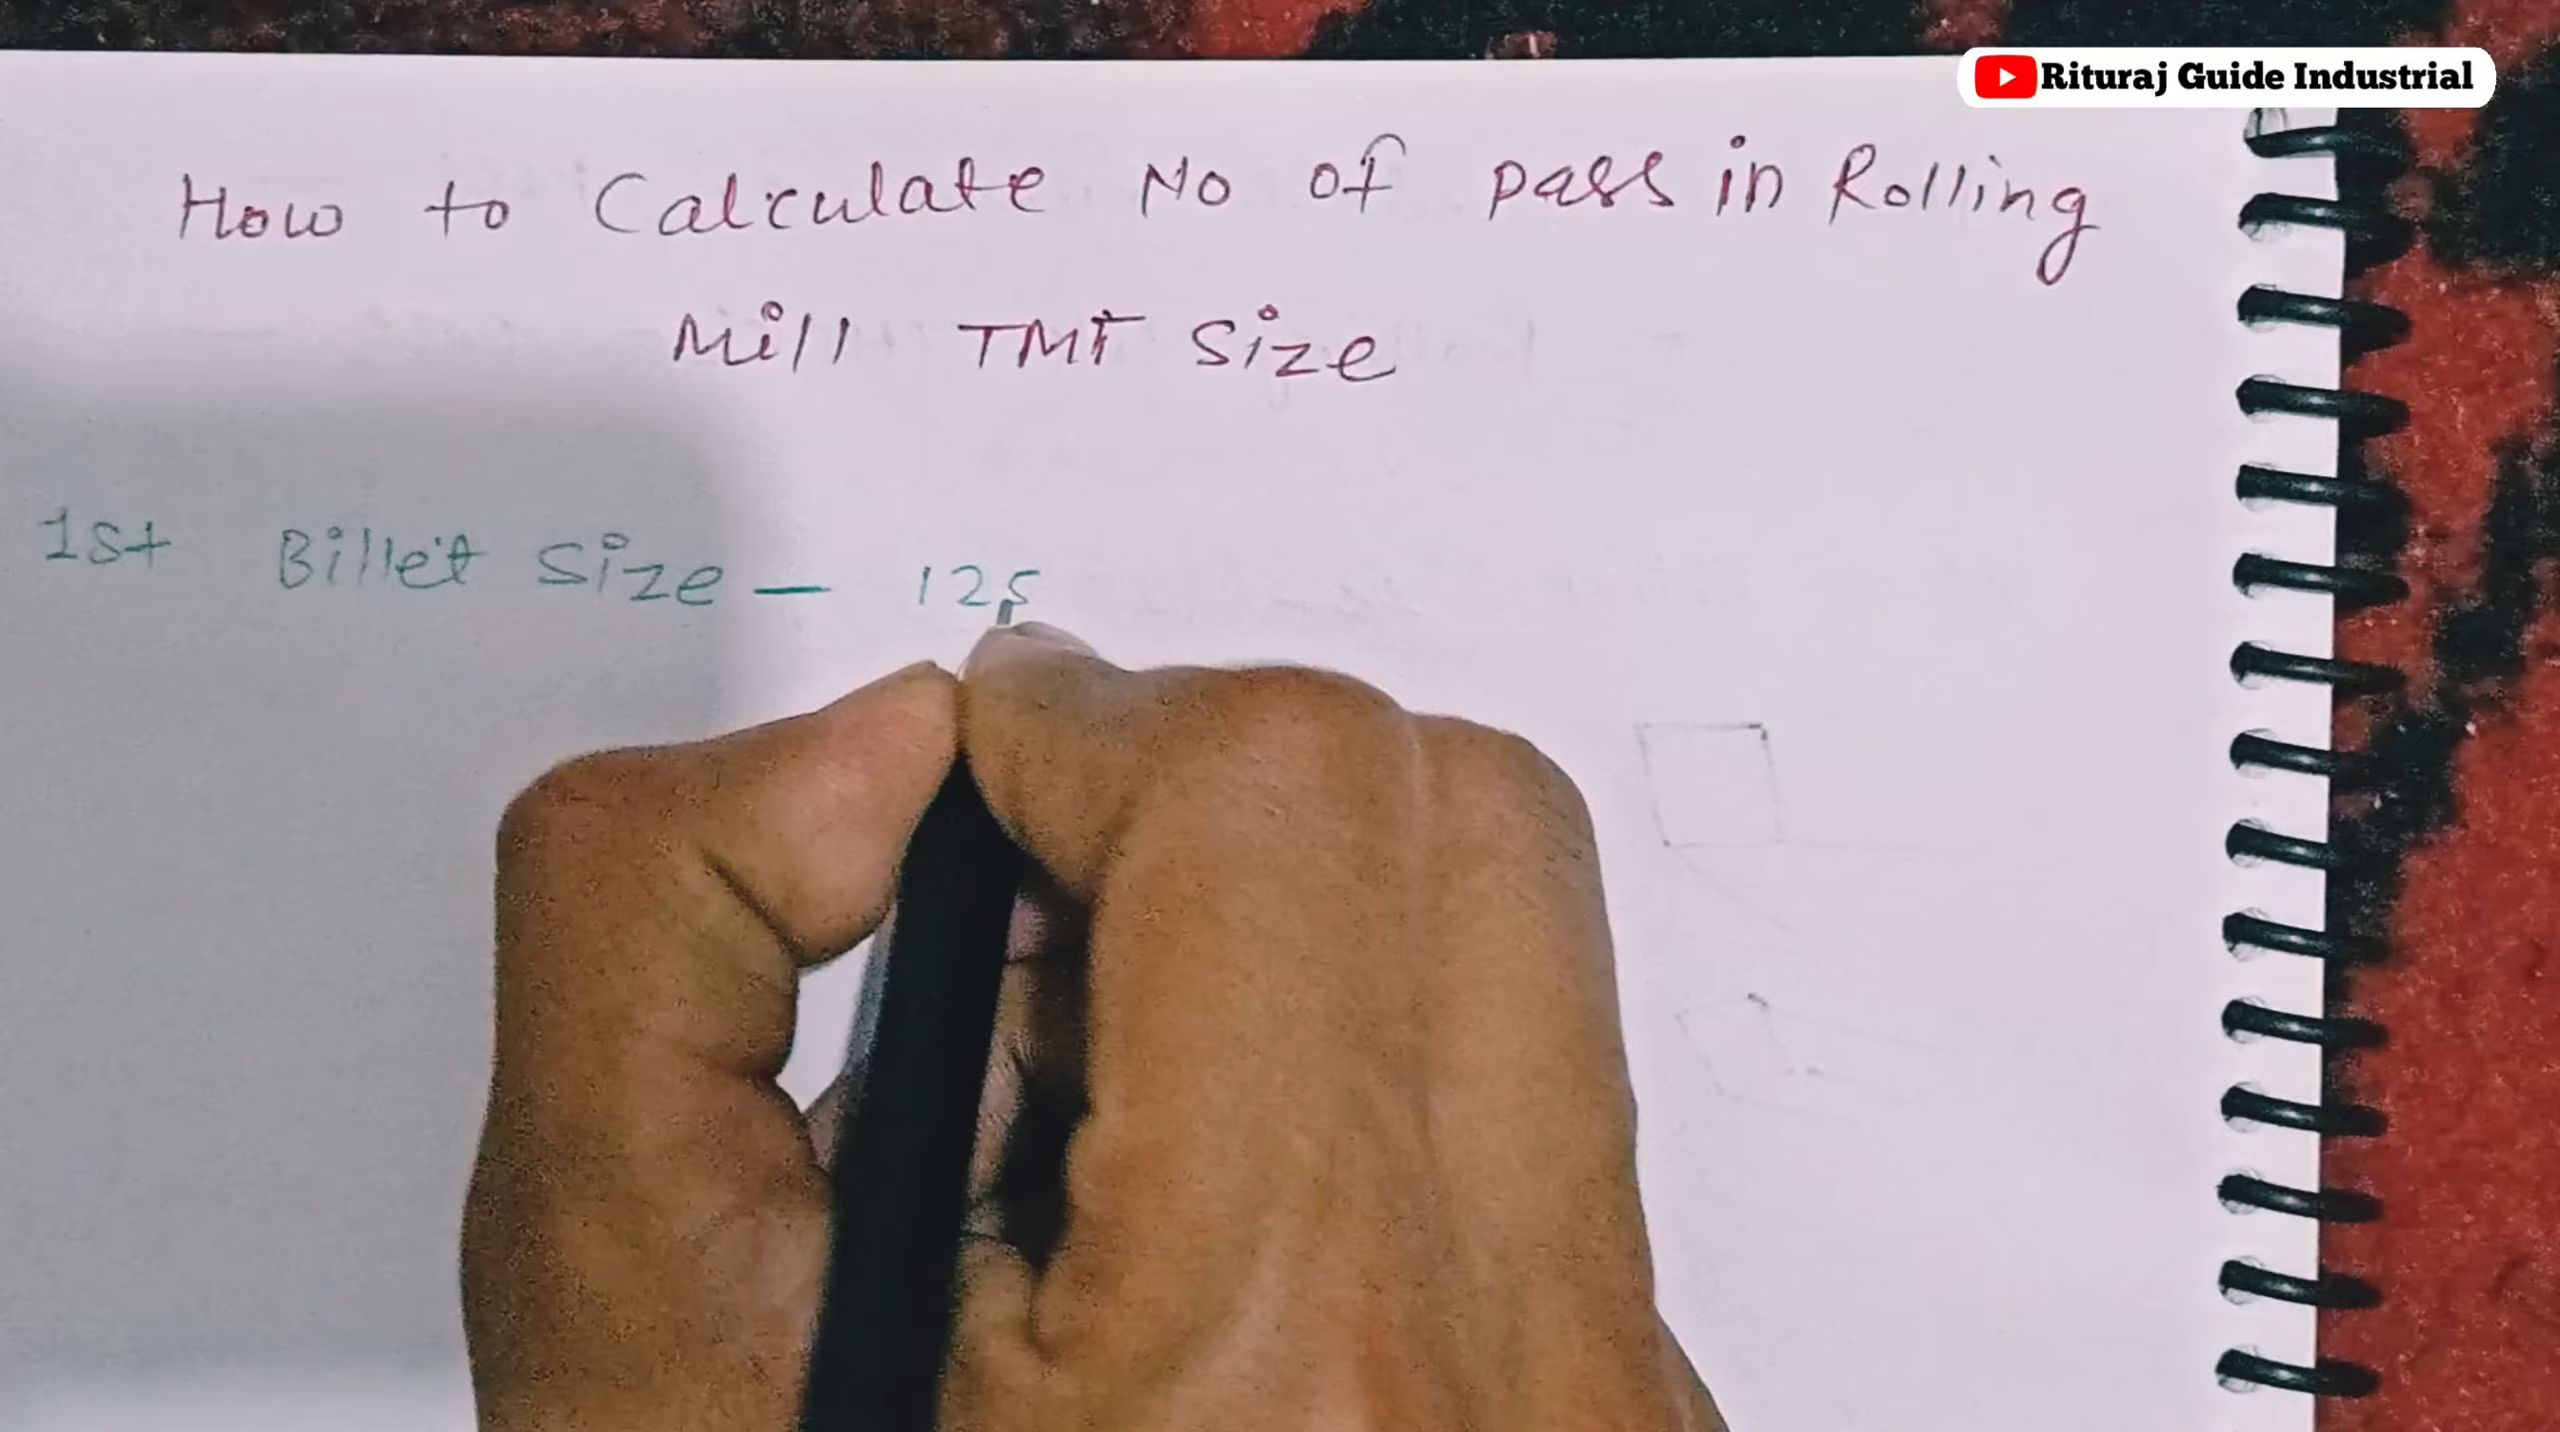 Rituraj Guide Industrial
How to Calculate No of pass in Rolling
Mill TMT Size
1st Billet Size — 125